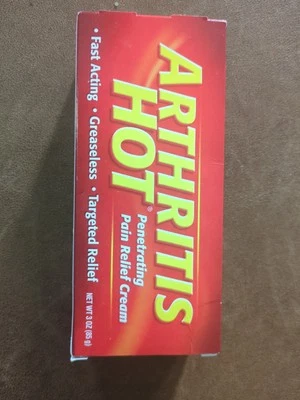 ARTHRITIS
HOT®
Penetrating
Pain Relief Cream
• Fast Acting • Greaseless • Targeted Relief
NET WT 3 OZ (85 g)